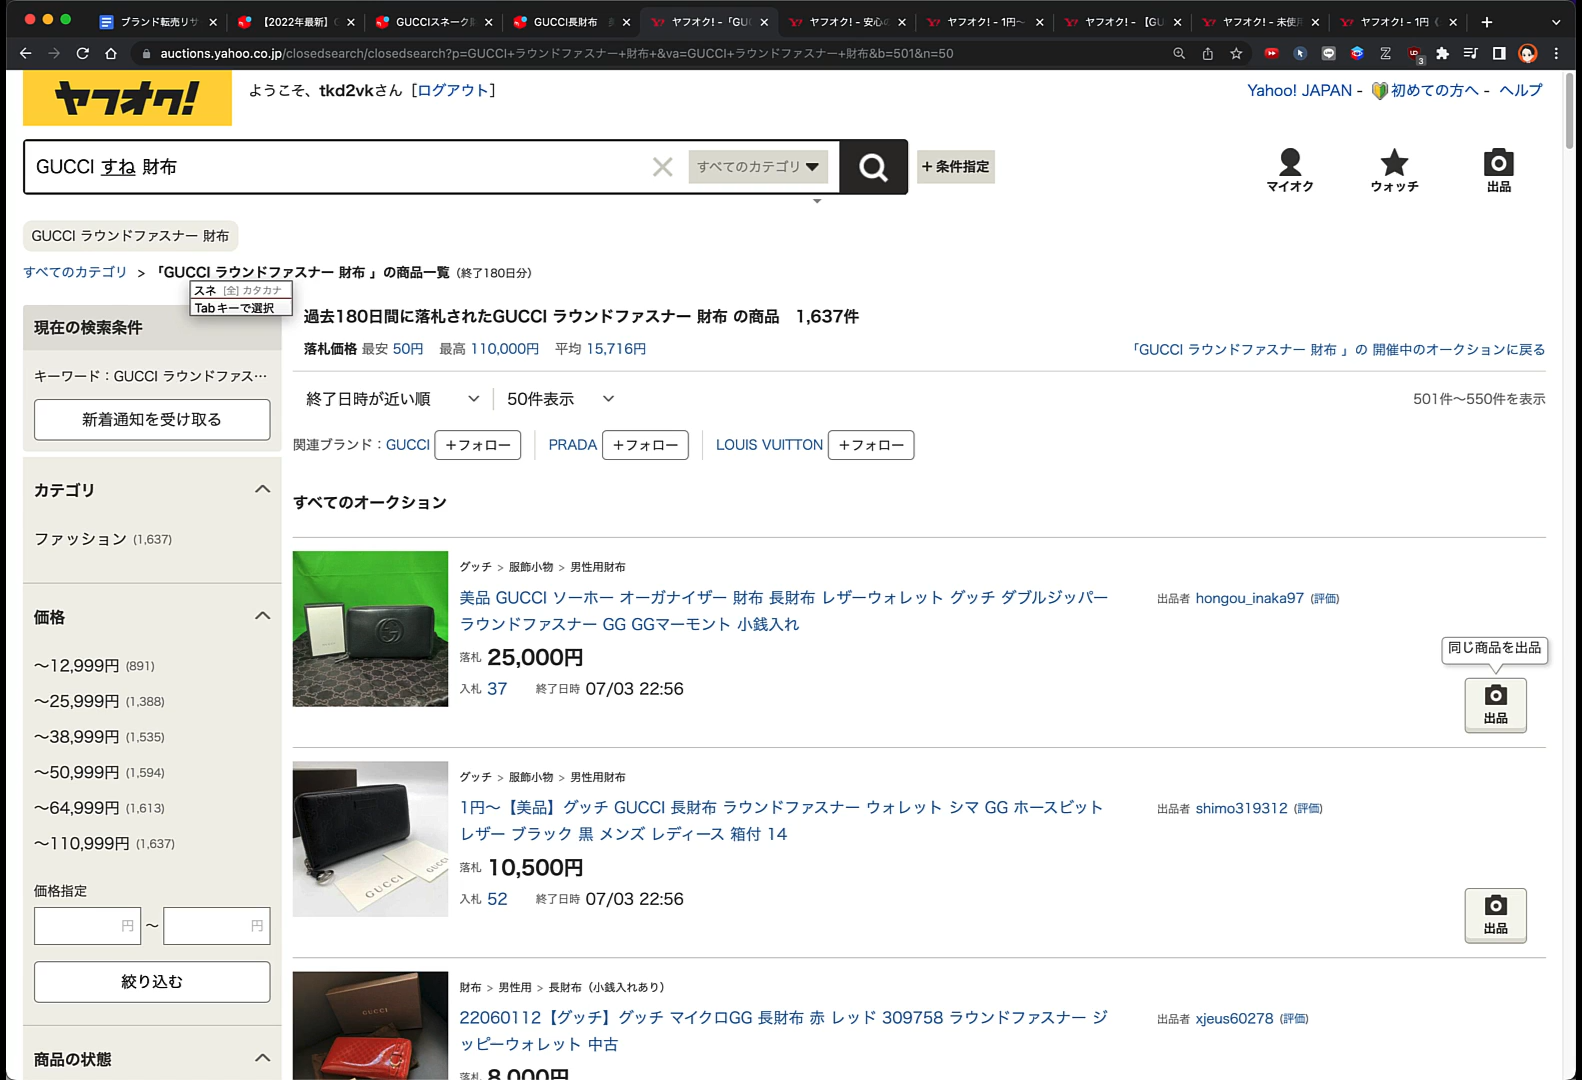 ブランド転売リサ
【2022年最新】G
GUCCIスネーク財
GUCCI長財布
ヤフオク! -「GUC
ヤフオク! - 安心の
ヤフオク! - 1円〜
ヤフオク! - 【GU
ヤフオク! - 未使用
ヤフオク! - 1円《
auctions.yahoo.co.jp/closedsearch/closedsearch?p=GUCCI+ラウンドファスナー+財布+&va=GUCCI+ラウンドファスナー+財布&b=501&n=50
3
ヤフオク!
ようこそ、tkd2vkさん [ログアウト]
Yahoo! JAPAN - 初めての方へ - ヘルプ
GUCCI すね 財布
すべてのカテゴリ
+ 条件指定
マイオク
ウォッチ
出品
GUCCI ラウンドファスナー 財布
すべてのカテゴリ > 「GUCCI ラウンドファスナー 財布 」の商品一覧 (終了180日分)
スネ [全] カタカナ
Tabキーで選択
現在の検索条件
キーワード：GUCCI ラウンドファス…
新着通知を受け取る
カテゴリ
ファッション (1,637)
価格
〜12,999円 (891)
〜25,999円 (1,388)
〜38,999円 (1,535)
〜50,999円 (1,594)
〜64,999円 (1,613)
〜110,999円 (1,637)
価格指定
円 〜 円
絞り込む
商品の状態
過去180日間に落札されたGUCCI ラウンドファスナー 財布 の商品 1,637件
落札価格 最安 50円 最高 110,000円 平均 15,716円
「GUCCI ラウンドファスナー 財布 」の 開催中のオークションに戻る
終了日時が近い順
50件表示
501件〜550件を表示
関連ブランド：GUCCI +フォロー PRADA +フォロー LOUIS VUITTON +フォロー
すべてのオークション
グッチ > 服飾小物 > 男性用財布
美品 GUCCI ソーホー オーガナイザー 財布 長財布 レザーウォレット グッチ ダブルジッパー
ラウンドファスナー GG GGマーモント 小銭入れ
落札 25,000円
入札 37 終了日時 07/03 22:56
出品者 hongou_inaka97 (評価)
同じ商品を出品
出品
グッチ > 服飾小物 > 男性用財布
1円〜【美品】グッチ GUCCI 長財布 ラウンドファスナー ウォレット シマ GG ホースビット
レザー ブラック 黒 メンズ レディース 箱付 14
落札 10,500円
入札 52 終了日時 07/03 22:56
出品者 shimo319312 (評価)
出品
GUCCI
GUCCI
財布 > 男性用 > 長財布（小銭入れあり）
22060112【グッチ】グッチ マイクロGG 長財布 赤 レッド 309758 ラウンドファスナー ジ
ッピーウォレット 中古
落札 8,000円
出品者 xjeus60278 (評価)
GUCCI